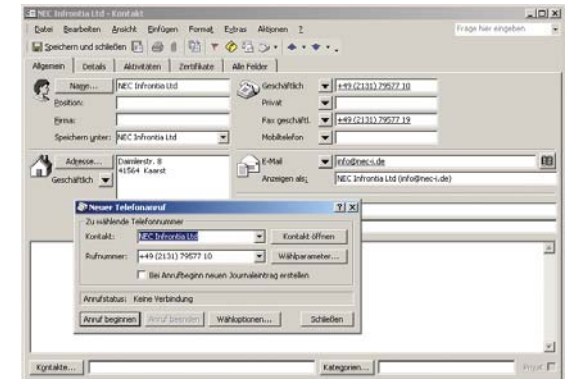 NEC Infrontia Ltd - Kontakt
Datei Bearbeiten Ansicht Einfügen Format Extras Aktionen ?
Frage hier eingeben
Speichern und schließen
Allgemein Details Aktivitäten Zertifikate Alle Felder
Name... NEC Infrontia Ltd Geschäftlich +49 (2131) 79577 10
Position: Privat
Firma: Fax geschäftl. +49 (2131) 79577 19
Speichern unter: NEC Infrontia Ltd Mobiltelefon
Adresse... Damierstr. 8 E-Mail info@nec-i.de
Geschäftlich 41564 Kaarst Anzeigen als: NEC Infrontia Ltd (info@nec-i.de)
Neuer Telefonanruf
Zu wählende Telefonnummer
Kontakt: NEC Infrontia Ltd Kontakt öffnen
Rufnummer: +49 (2131) 79577 10 Wählparameter...
Bei Anrufbeginn neuen Journaleintrag erstellen
Anrufstatus: Keine Verbindung
Anruf beginnen Anruf beenden Wähloptionen... Schließen
Kontakte... Kategorien... Privat